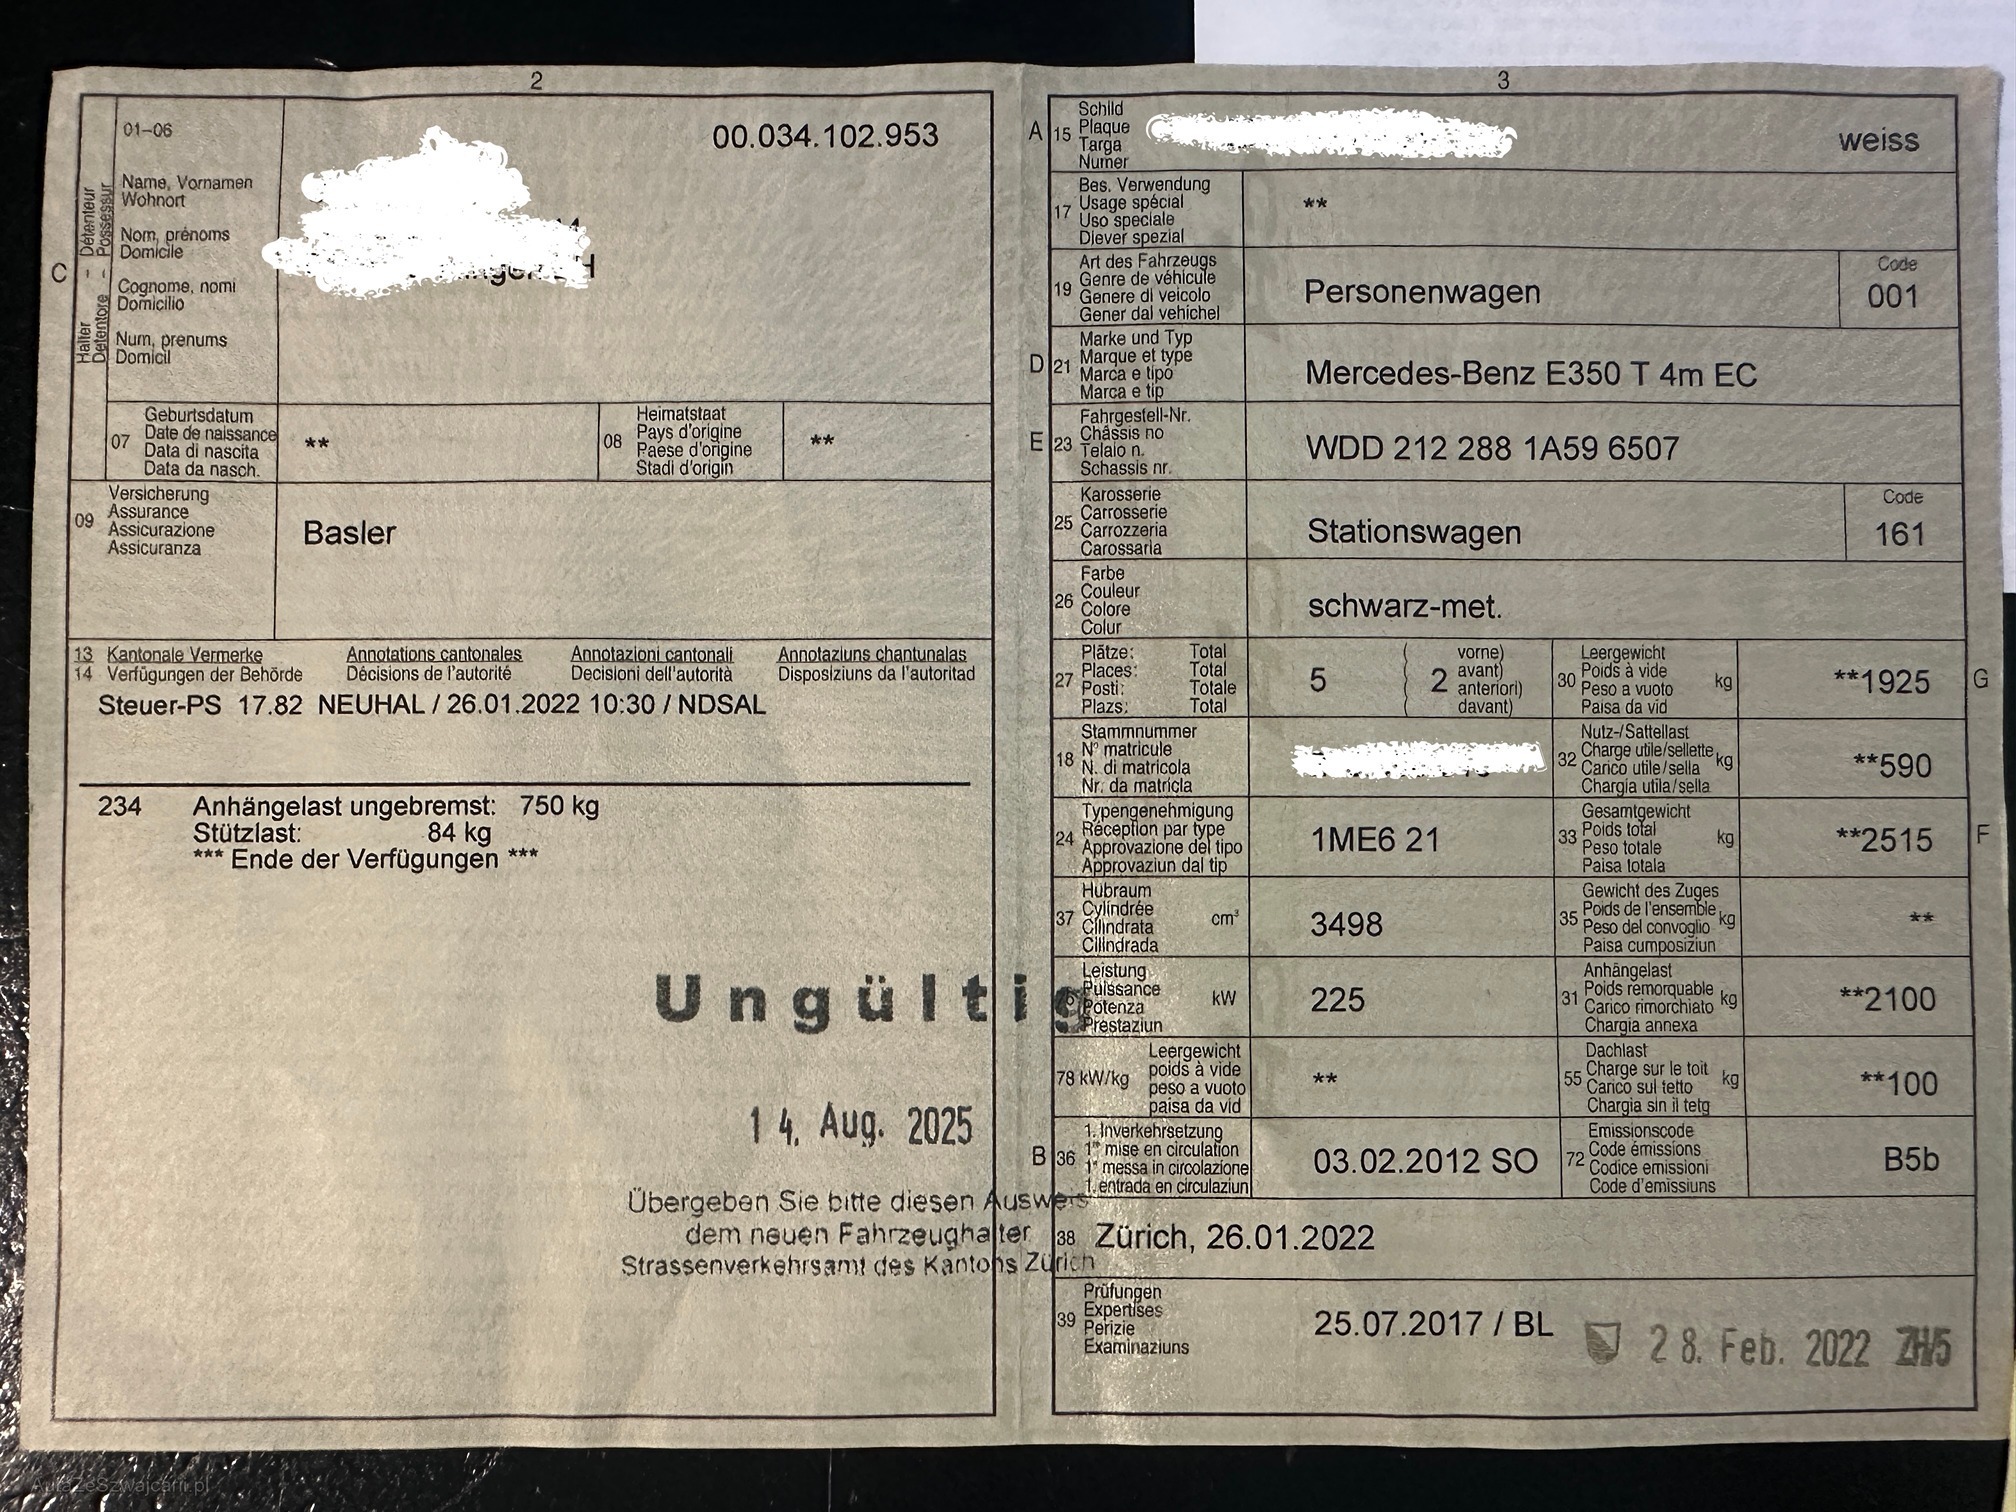 2
01–06
00.034.102.953
Name, Vornamen
Wohnort
Nom, prénoms
Domicile
Cognome, nomi
Domicilio
Num, prenums
Domicil
C
Halter - Détenteur
Detentore - Possessur
07
Geburtsdatum
Date de naissance
Data di nascita
Data da nasch.
**
08
Heimatstaat
Pays d'origine
Paese d'origine
Stadi d'origin
**
09
Versicherung
Assurance
Assicurazione
Assicuranza
Basler
13 Kantonale Vermerke Annotations cantonales Annotazioni cantonali Annotaziuns chantunalas
14 Verfügungen der Behörde Décisions de l'autorité Decisioni dell'autorità Disposiziuns da l'autoritad
Steuer-PS 17.82 NEUHAL / 26.01.2022 10:30 / NDSAL
234 Anhängelast ungebremst: 750 kg
Stützlast: 84 kg
*** Ende der Verfügungen ***
Ungültig
14. Aug. 2025
Übergeben Sie bitte diesen Ausweis
dem neuen Fahrzeughalter
Strassenverkehrsamt des Kantons Zürich
3
A
15
Schild
Plaque
Targa
Numer
weiss
17
Bes. Verwendung
Usage spécial
Uso speciale
Diever spezial
**
19
Art des Fahrzeugs
Genre de véhicule
Genere di veicolo
Gener dal vehichel
Personenwagen
Code
001
D
21
Marke und Typ
Marque et type
Marca e tipo
Marca e tip
Mercedes-Benz E350 T 4m EC
E
23
Fahrgestell-Nr.
Châssis no
Telaio n.
Schassis nr.
WDD 212 288 1A59 6507
25
Karosserie
Carrosserie
Carrozzeria
Carossaria
Stationswagen
Code
161
26
Farbe
Couleur
Colore
Colur
schwarz-met.
27
Plätze: Total
Places: Total
Posti: Totale
Plazs: Total
5
2
vorne)
avant)
anteriori)
davant)
30
Leergewicht
Poids à vide
Peso a vuoto
Paisa da vid
kg
**1925
G
18
Stammnummer
N° matricule
N. di matricola
Nr. da matricla
32
Nutz-/Sattellast
Charge utile/sellette
Carico utile/sella
Chargia utila/sella
kg
**590
24
Typengenehmigung
Réception par type
Approvazione del tipo
Approvaziun dal tip
1ME6 21
33
Gesamtgewicht
Poids total
Peso totale
Paisa totala
kg
**2515
F
37
Hubraum
Cylindrée
Cilindrata
Cilindrada
cm³
3498
35
Gewicht des Zuges
Poids de l'ensemble
Peso del convoglio
Paisa cumposiziun
kg
**
Leistung
Puissance
Potenza
Prestaziun
kW
225
31
Anhängelast
Poids remorquable
Carico rimorchiato
Chargia annexa
kg
**2100
78 kW/kg
Leergewicht
poids à vide
peso a vuoto
paisa da vid
**
55
Dachlast
Charge sur le toit
Carico sul tetto
Chargia sin il tetg
kg
**100
B
36
1. Inverkehrsetzung
1re mise en circulation
1a messa in circolazione
1. entrada en circulaziun
03.02.2012 SO
72
Emissionscode
Code émissions
Codice emissioni
Code d'emissiuns
B5b
38
Zürich, 26.01.2022
39
Prüfungen
Expertises
Perizie
Examinaziuns
25.07.2017 / BL
28. Feb. 2022 ZH/5
AutaZeSzwajcarii.pl